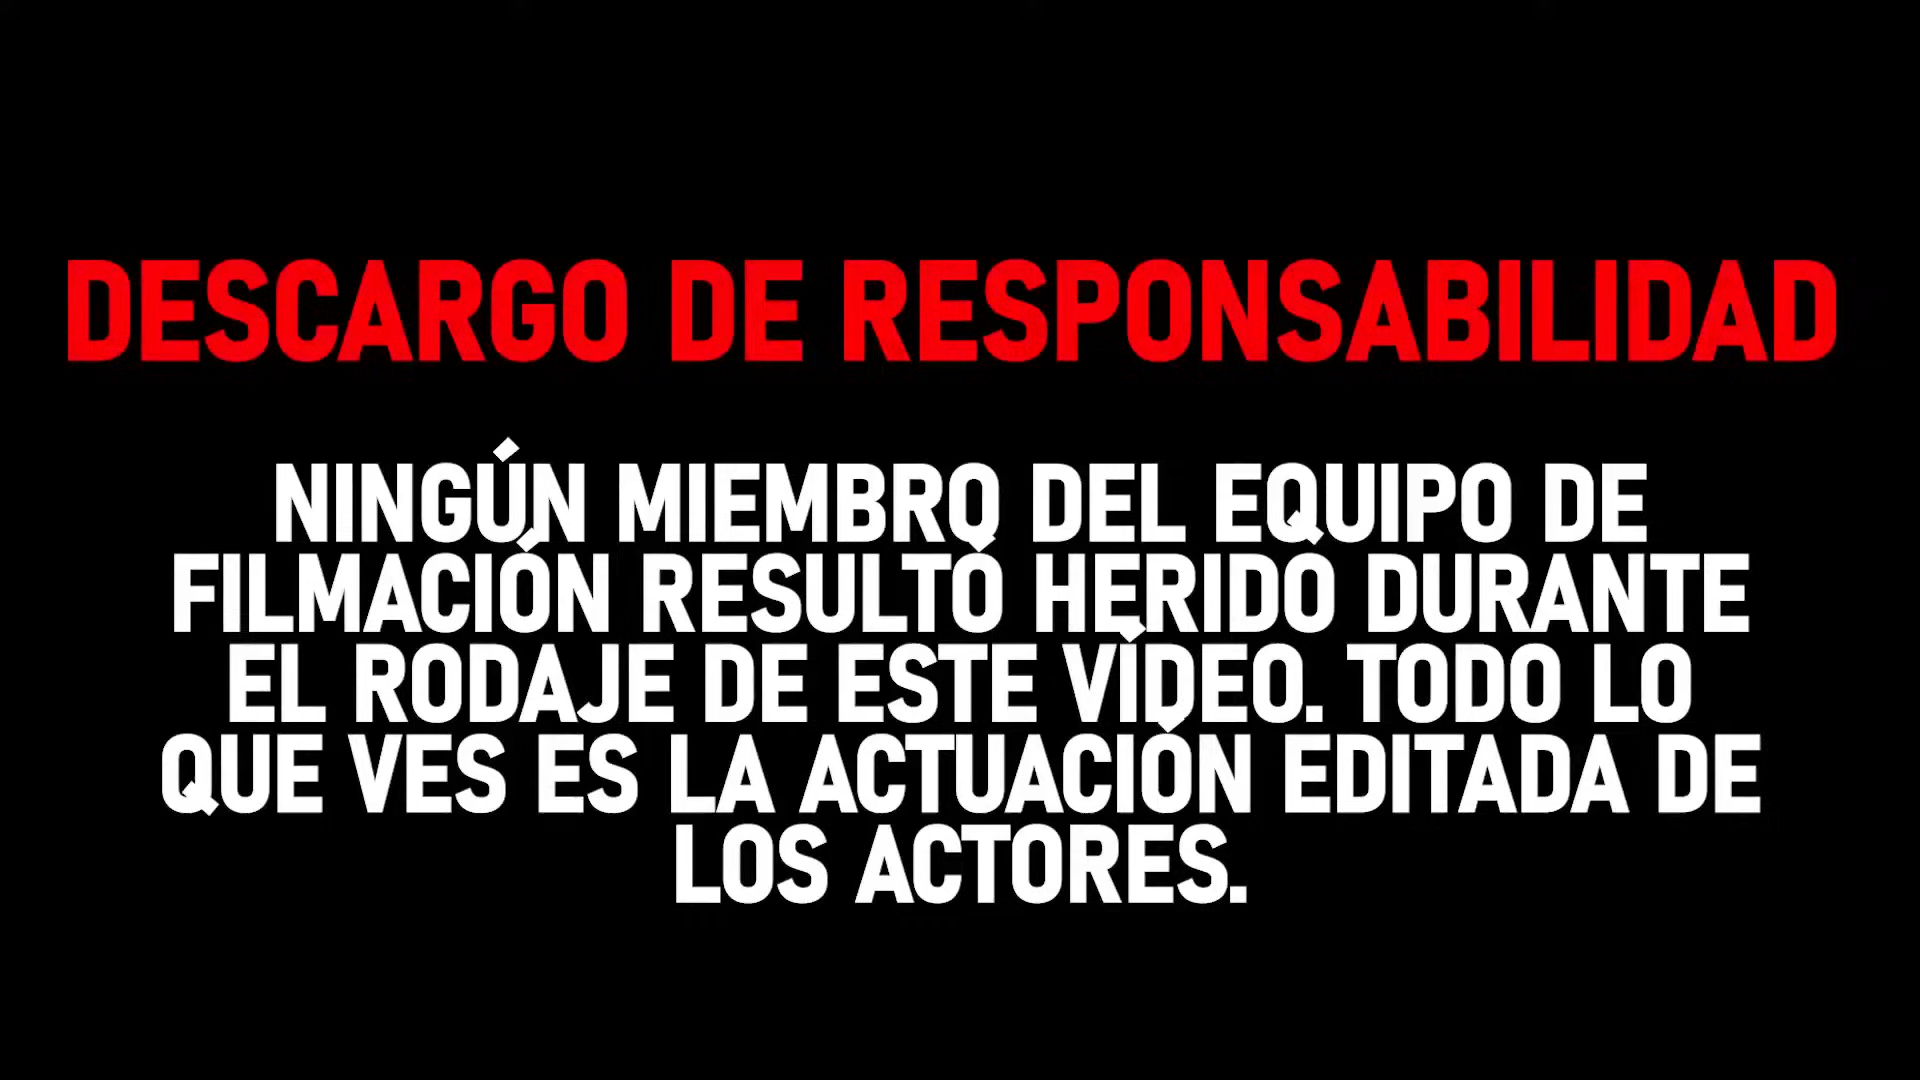 DESCARGO DE RESPONSABILIDAD
NINGÚN MIEMBRO DEL EQUIPO DE
FILMACIÓN RESULTÓ HERIDO DURANTE
EL RODAJE DE ESTE VÍDEO. TODO LO
QUE VES ES LA ACTUACIÓN EDITADA DE
LOS ACTORES.